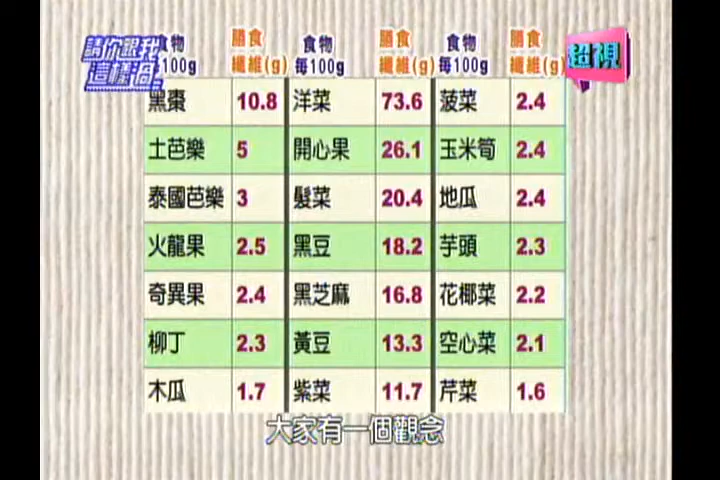 請你跟我
這樣過
食物 膳食 食物 膳食 食物 膳食
100g 纖維(g) 每100g 纖維(g) 每100g 纖維(g)
超視
黑棗 10.8 洋菜 73.6 菠菜 2.4
土芭樂 5 開心果 26.1 玉米筍 2.4
泰國芭樂 3 髮菜 20.4 地瓜 2.4
火龍果 2.5 黑豆 18.2 芋頭 2.3
奇異果 2.4 黑芝麻 16.8 花椰菜 2.2
柳丁 2.3 黃豆 13.3 空心菜 2.1
木瓜 1.7 紫菜 11.7 芹菜 1.6
大家有一個觀念